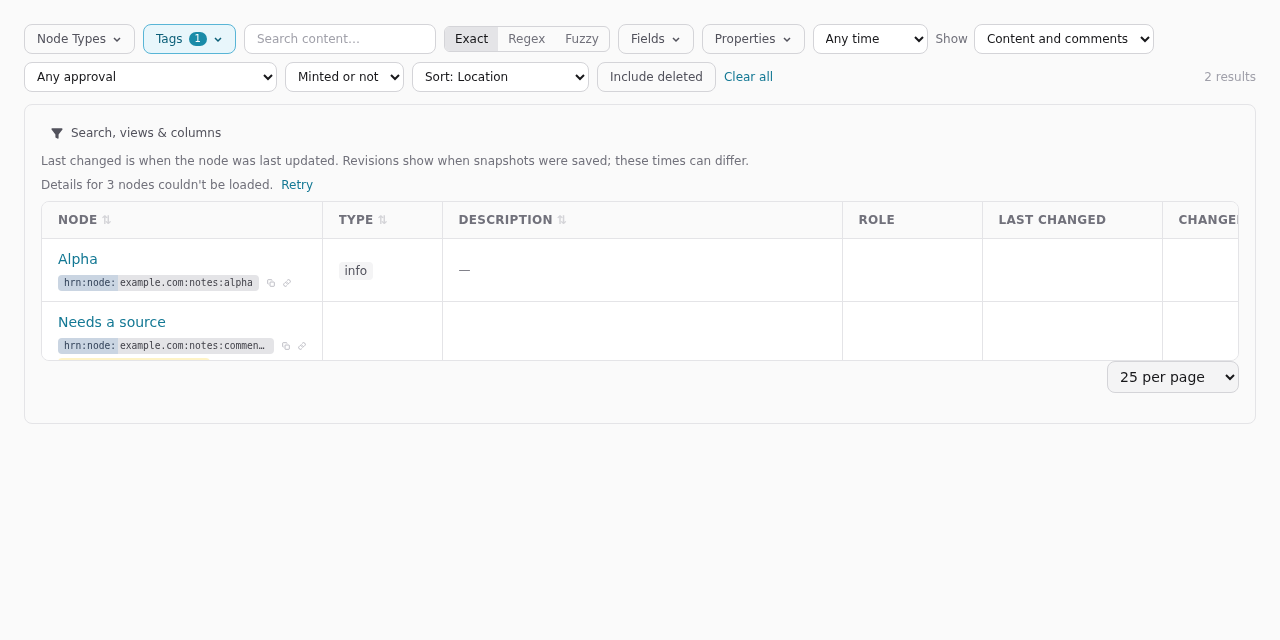 Node Types Tags 1 Search content... Exact Regex Fuzzy Fields Properties Any time Show Content and comments
Any approval Minted or not Sort: Location Include deleted Clear all 2 results
Search, views & columns
Last changed is when the node was last updated. Revisions show when snapshots were saved; these times can differ.
Details for 3 nodes couldn't be loaded. Retry
NODE TYPE DESCRIPTION ROLE LAST CHANGED
Alpha
hrn:node: example.com:notes:alpha info —
Needs a source
hrn:node: example.com:notes:commen…
25 per page